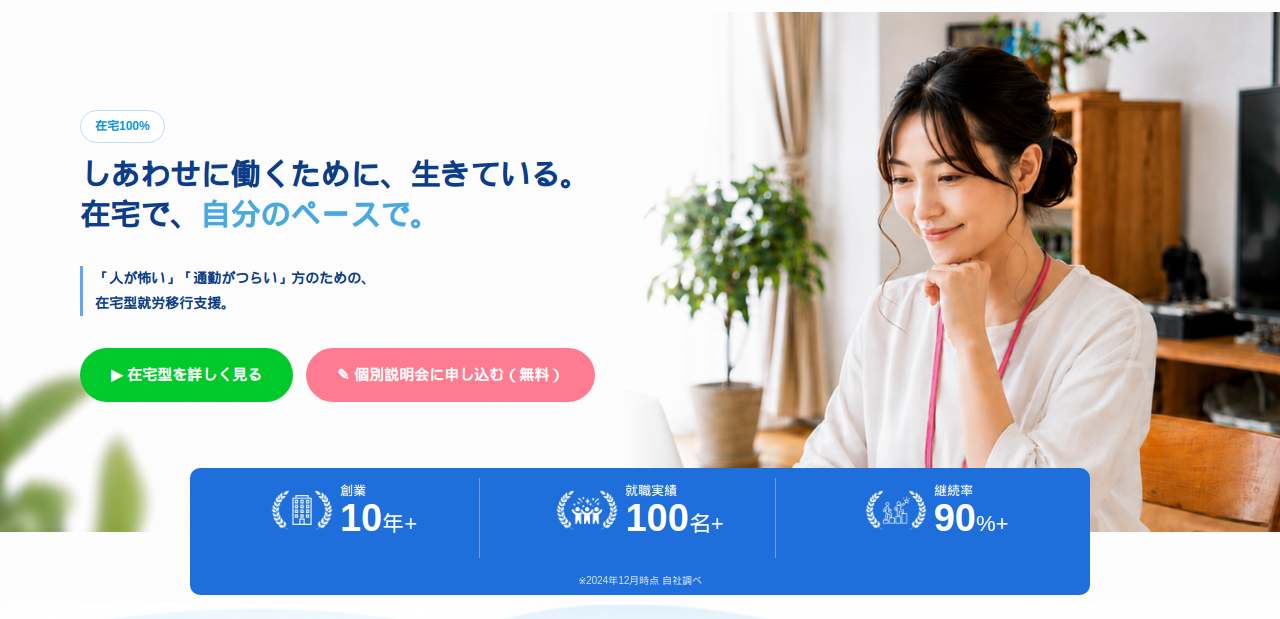 在宅100%
しあわせに働くために、生きている。
在宅で、自分のペースで。
「人が怖い」「通勤がつらい」方のための、
在宅型就労移行支援。
▶ 在宅型を詳しく見る
✎ 個別説明会に申し込む（無料）
創業
10年+
就職実績
100名+
継続率
90%+
※2024年12月時点 自社調べ